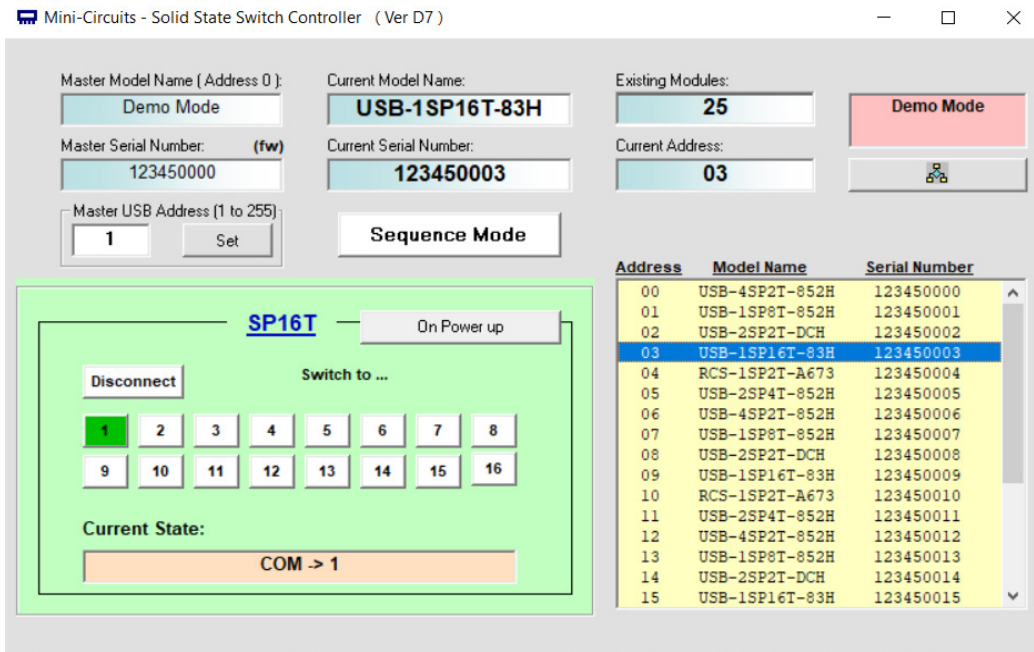 Mini-Circuits - Solid State Switch Controller ( Ver D7 )
Master Model Name ( Address 0 ):
Demo Mode
Current Model Name:
USB-1SP16T-83H
Existing Modules:
25
Demo Mode
Master Serial Number: (fw)
123450000
Current Serial Number:
123450003
Current Address:
03
Master USB Address (1 to 255)
1 Set
Sequence Mode
SP16T
On Power up
Disconnect
Switch to ...
1 2 3 4 5 6 7 8
9 10 11 12 13 14 15 16
Current State:
COM -> 1
Address Model Name Serial Number
00 USB-4SP2T-852H 123450000
01 USB-1SP8T-852H 123450001
02 USB-2SP2T-DCH 123450002
03 USB-1SP16T-83H 123450003
04 RCS-1SP2T-A673 123450004
05 USB-2SP4T-852H 123450005
06 USB-4SP2T-852H 123450006
07 USB-1SP8T-852H 123450007
08 USB-2SP2T-DCH 123450008
09 USB-1SP16T-83H 123450009
10 RCS-1SP2T-A673 123450010
11 USB-2SP4T-852H 123450011
12 USB-4SP2T-852H 123450012
13 USB-1SP8T-852H 123450013
14 USB-2SP2T-DCH 123450014
15 USB-1SP16T-83H 123450015